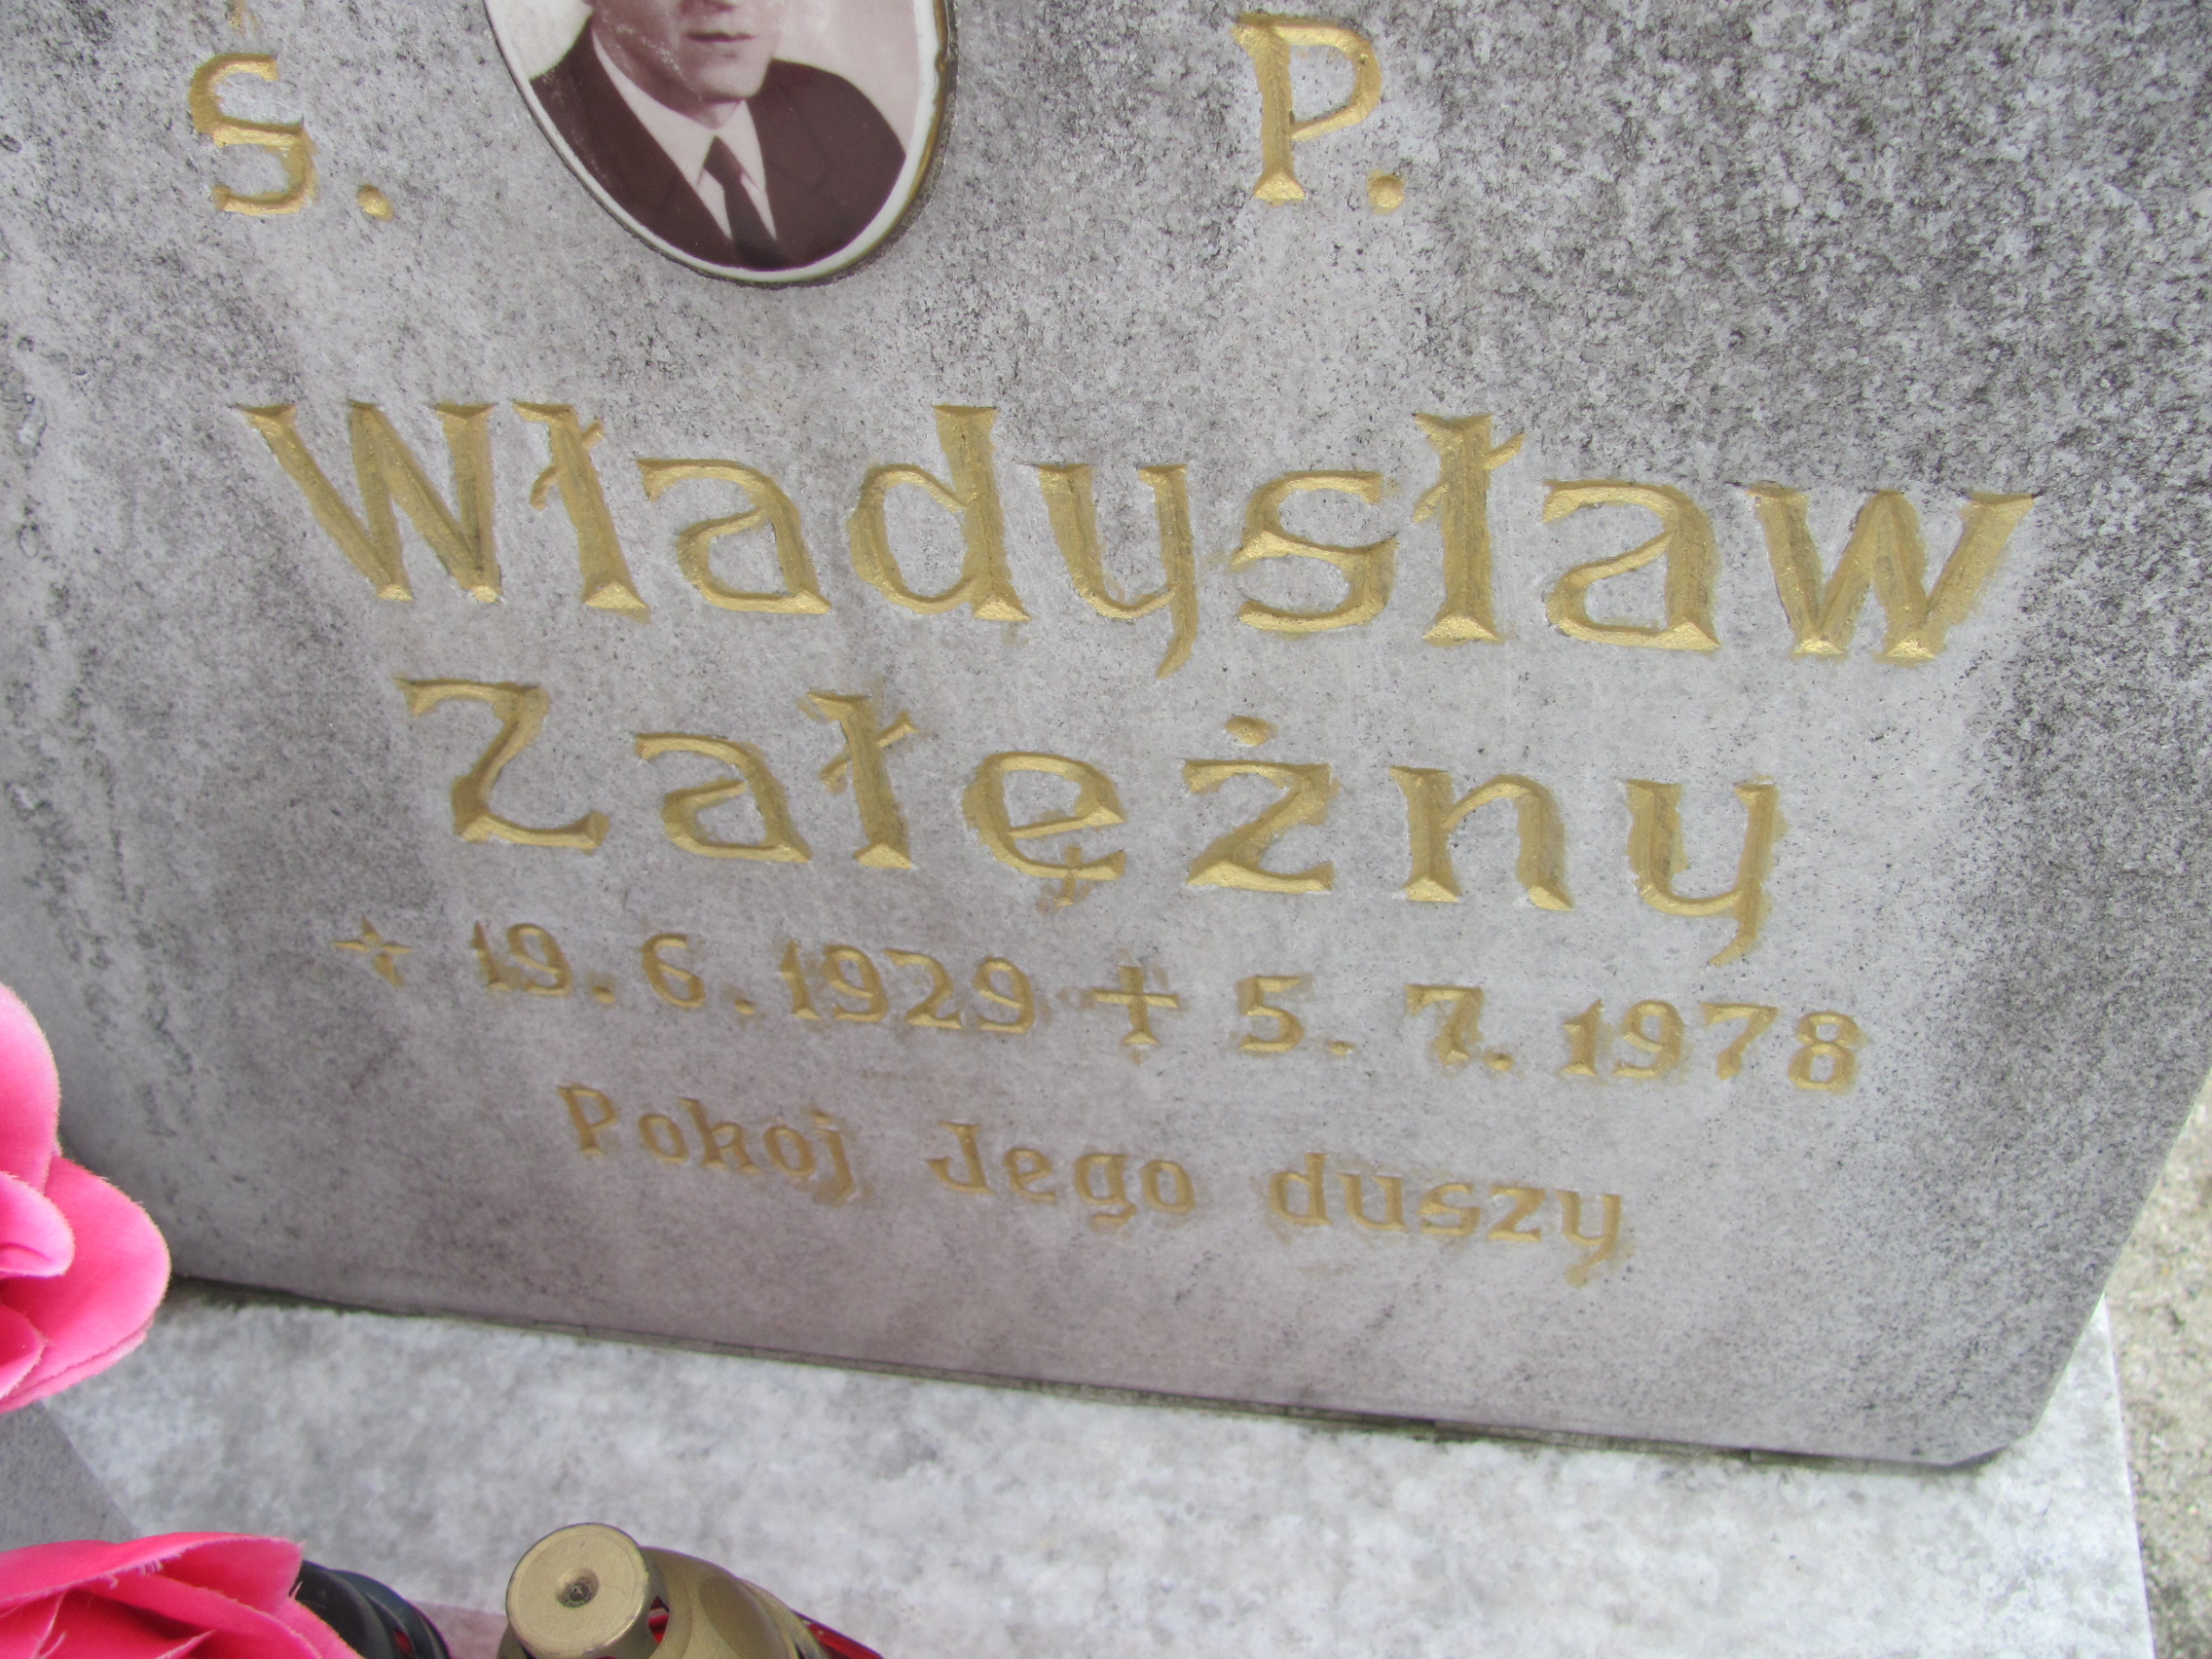 Ś. P.
Władysław
Załężny
19.6.1929 ✝ 5.7.1978
Pokoj Jego duszy